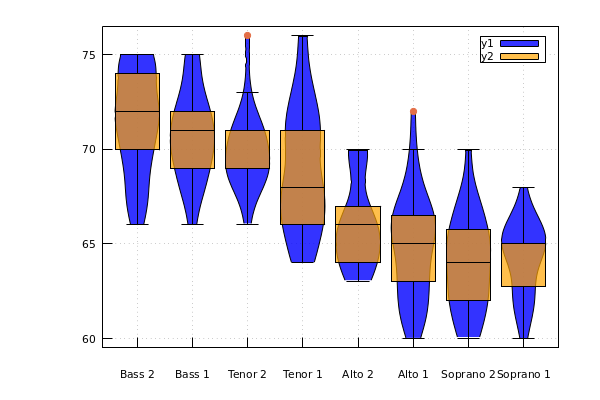 75
y1
y2
70
65
60
Bass 2 Bass 1 Tenor 2 Tenor 1 Alto 2 Alto 1 Soprano 2 Soprano 1